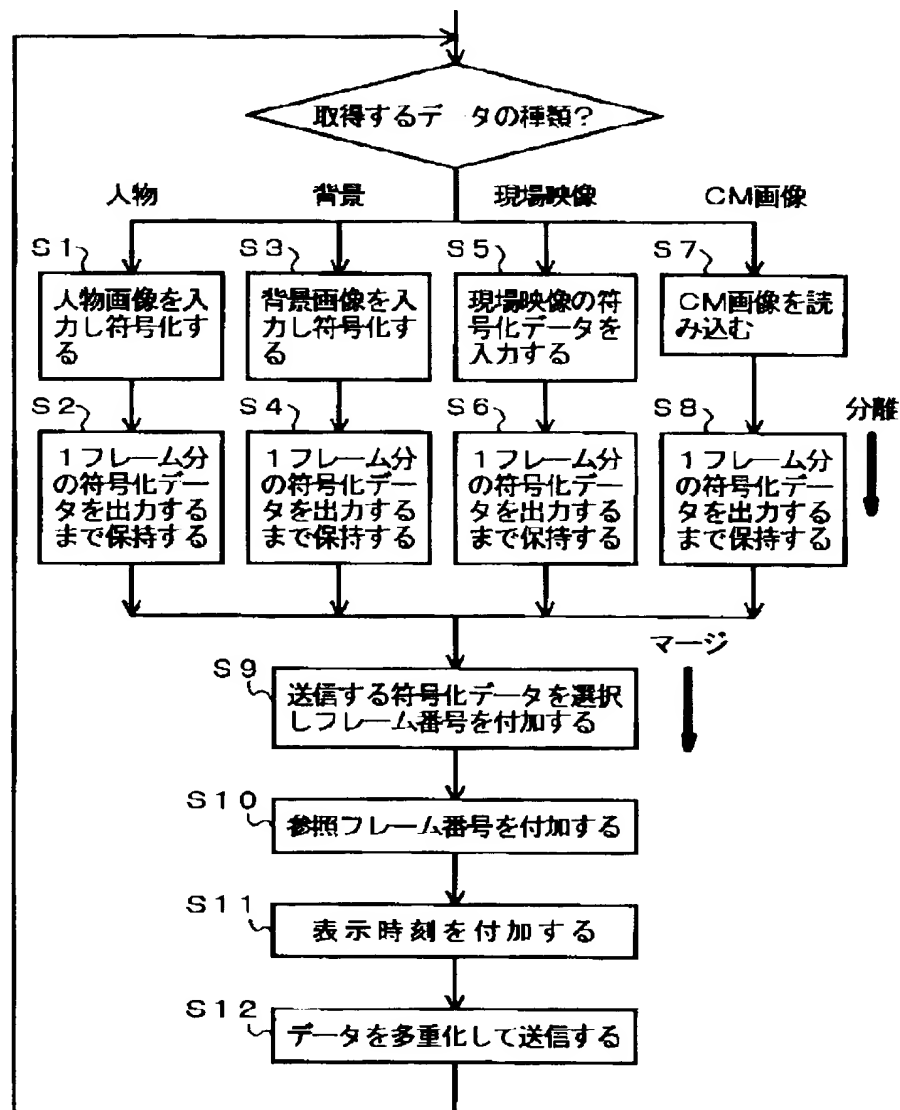 取得するデータの種類?
人物
背景
現場映像
CM画像
S1
人物画像を入
力し符号化す
る
S3
背景画像を入
力し符号化す
る
S5
現場映像の符
号化データを
入力する
S7
CM画像を読
み込む
S2
1フレーム分
の符号化デー
タを出力する
まで保持する
S4
1フレーム分
の符号化デー
タを出力する
まで保持する
S6
1フレーム分
の符号化デー
タを出力する
まで保持する
S8
1フレーム分
の符号化デー
タを出力する
まで保持する
分離
マージ
S9
送信する符号化データを選択
しフレーム番号を付加する
S10
参照フレーム番号を付加する
S11
表示時刻を付加する
S12
データを多重化して送信する